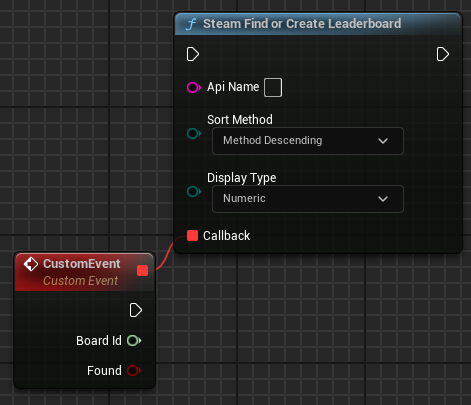 Steam Find or Create Leaderboard
Api Name
Sort Method
Method Descending
Display Type
Numeric
Callback
CustomEvent
Custom Event
Board Id
Found